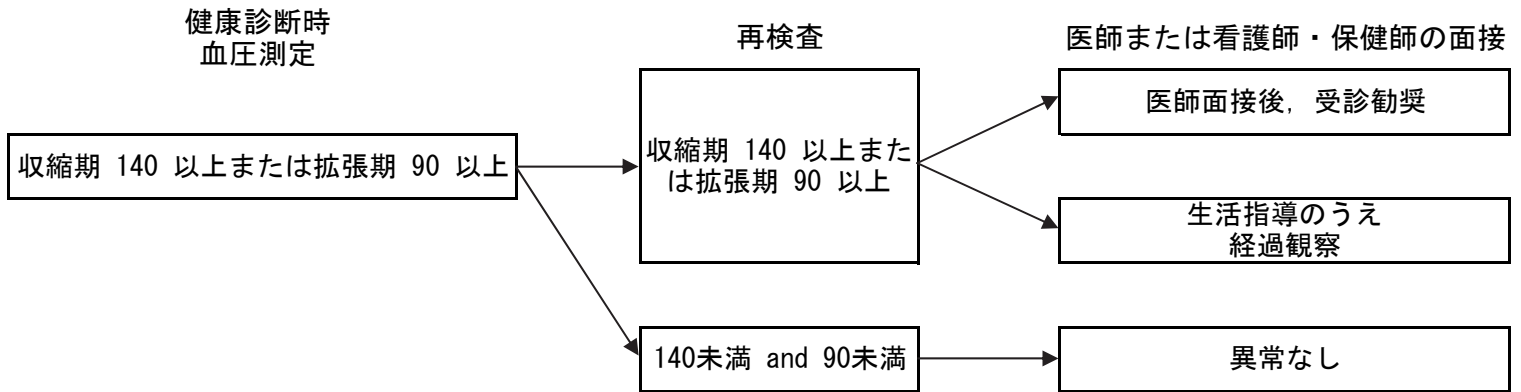 健康診断時
血圧測定
再検査
医師または看護師・保健師の面接
収縮期 140 以上または拡張期 90 以上
収縮期 140 以上また
は拡張期 90 以上
医師面接後，受診勧奨
生活指導のうえ
経過観察
140未満 and 90未満
異常なし